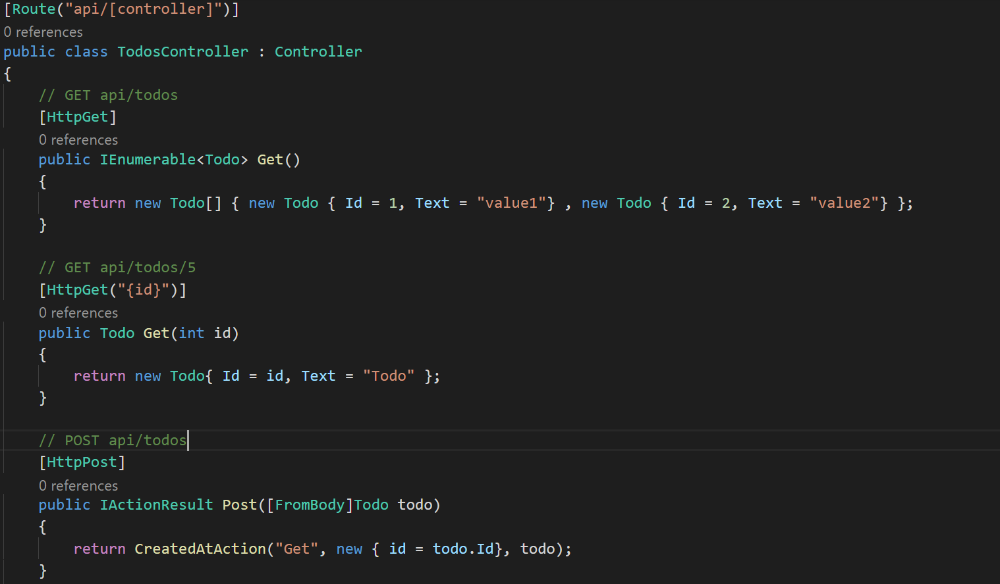 [Route("api/[controller]")]
0 references
public class TodosController : Controller
{
// GET api/todos
[HttpGet]
0 references
public IEnumerable<Todo> Get()
{
return new Todo[] { new Todo { Id = 1, Text = "value1"} , new Todo { Id = 2, Text = "value2"} };
}
// GET api/todos/5
[HttpGet("{id}")]
0 references
public Todo Get(int id)
{
return new Todo{ Id = id, Text = "Todo" };
}
// POST api/todos
[HttpPost]
0 references
public IActionResult Post([FromBody]Todo todo)
{
return CreatedAtAction("Get", new { id = todo.Id}, todo);
}